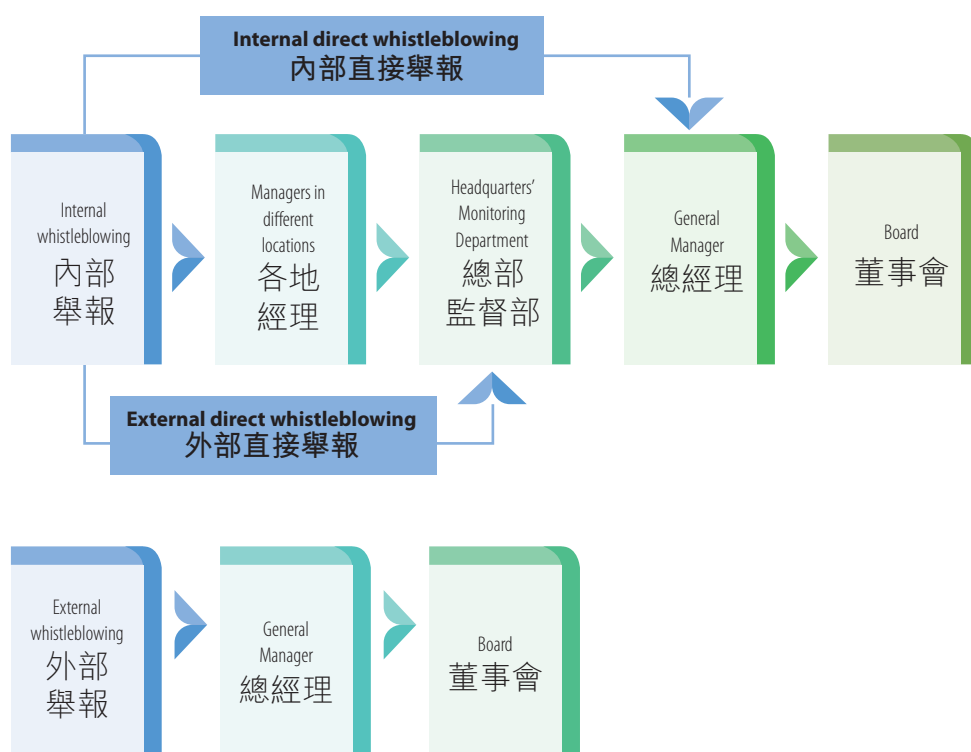 Internal direct whistleblowing
內部直接舉報
Internal
whistleblowing
內部
舉報
Managers in
different
locations
各地
經理
Headquarters’
Monitoring
Department
總部
監督部
General
Manager
總經理
Board
董事會
External direct whistleblowing
外部直接舉報
External
whistleblowing
外部
舉報
General
Manager
總經理
Board
董事會